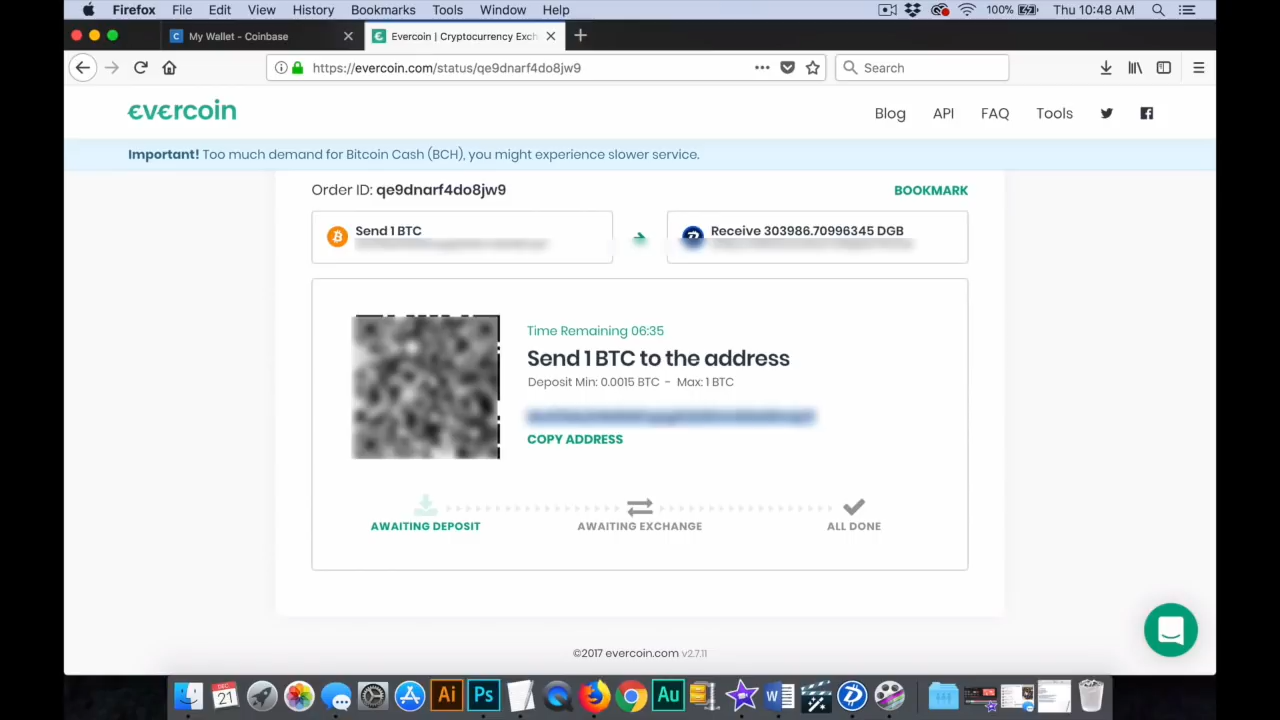 Firefox File Edit View History Bookmarks Tools Window Help 100% Thu 10:48 AM
My Wallet - Coinbase Evercoin | Cryptocurrency Exch
https://evercoin.com/status/qe9dnarf4do8jw9 Search
evercoin Blog API FAQ Tools
Important! Too much demand for Bitcoin Cash (BCH), you might experience slower service.
Order ID: qe9dnarf4do8jw9 BOOKMARK
Send 1 BTC Receive 303986.70996345 DGB
Time Remaining 06:35
Send 1 BTC to the address
Deposit Min: 0.0015 BTC - Max: 1 BTC
COPY ADDRESS
AWAITING DEPOSIT AWAITING EXCHANGE ALL DONE
©2017 evercoin.com v2.7.11
DEC 21 Ai Ps Au W